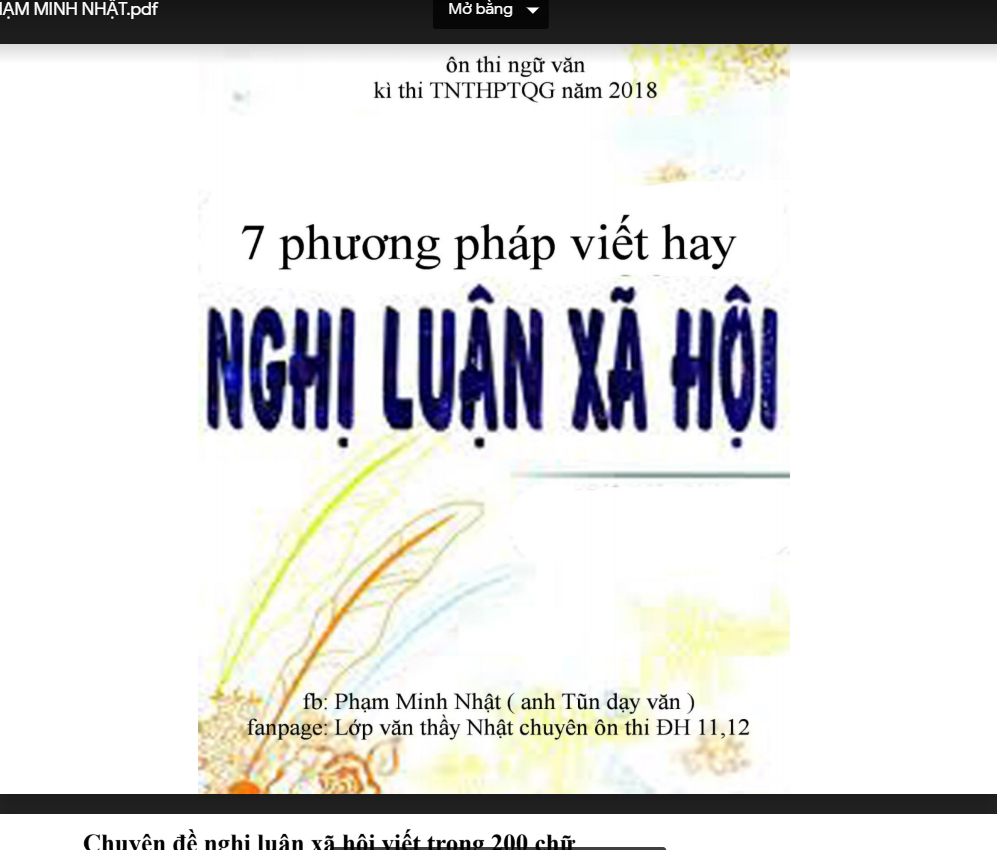 ẠM MINH NHẬT.pdf
Mở bằng
ôn thi ngữ văn
kì thi TNTHPTQG năm 2018
7 phương pháp viết hay
NGHỊ LUẬN XÃ HỘI
fb: Phạm Minh Nhật ( anh Tũn dạy văn )
fanpage: Lớp văn thầy Nhật chuyên ôn thi ĐH 11,12
Chuyên đề nghị luận xã hội viết trong 200 chữ